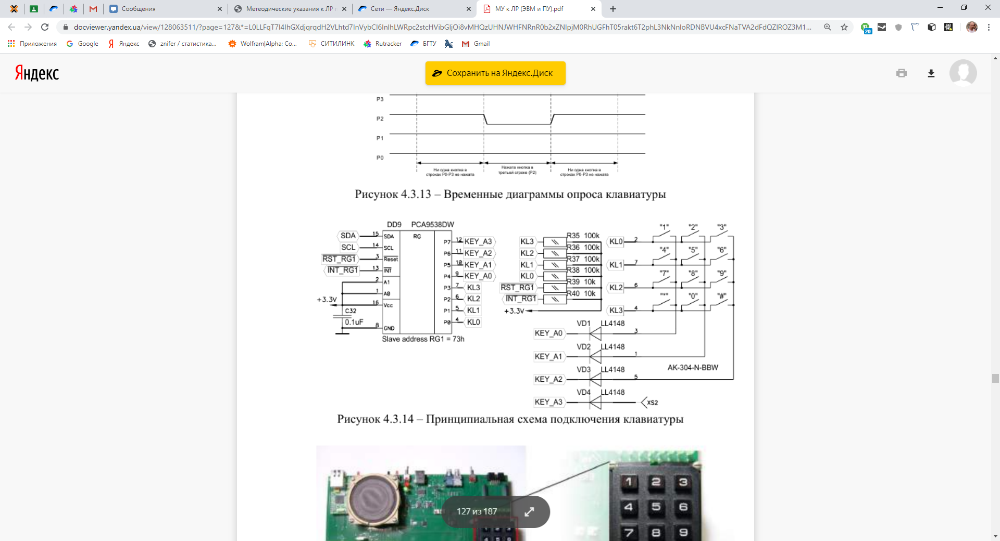 Сообщения
Метеодические указания к ЛР
Сети — Яндекс.Диск
МУ к ЛР (ЭВМ и ПУ).pdf
docviewer.yandex.ua/view/128063511/?page=127&*=
20
Приложения
Google
Яндекс
znifer / статистика...
Wolfram|Alpha: Co...
СИТИЛИНК
Rutracker
БГТУ
Gmail
Яндекс
Сохранить на Яндекс.Диск
P3
P2
P1
P0
Ни одна кнопка в строках P0-P3 не нажата
Нажата кнопка в третьей строке (P2)
Ни одна кнопка в строках P0-P3 не нажата
Рисунок 4.3.13 – Временные диаграммы опроса клавиатуры
DD9 PCA9538DW
SDA 15 SDA RG
SCL 14 SCL
RST_RG1 3 Reset
INT_RG1 13 INT
2 A1
1 A0
+3.3V 16 Vcc
C32
0.1uF
8 GND
P7 12 KEY_A3
P6 11 KEY_A2
P5 10 KEY_A1
P4 9 KEY_A0
P3 7 KL3
P2 6 KL2
P1 5 KL1
P0 4 KL0
Slave address RG1 = 73h
KL3 R35 100k
KL2 R36 100k
KL1 R37 100k
KL0 R38 100k
RST_RG1 R39 10k
INT_RG1 R40 10k
+3.3V
"1" "2" "3"
KL0 2
"4" "5" "6"
KL1 7
"7" "8" "9"
KL2 6
"*" "0" "#"
KL3 4
VD1 LL4148
KEY_A0 3
VD2 LL4148
KEY_A1 1
VD3 LL4148
KEY_A2 5
AK-304-N-BBW
VD4 LL4148
KEY_A3 XS2
Рисунок 4.3.14 – Принципиальная схема подключения клавиатуры
1 2 3
4 5 6
7 8 9
127 из 187